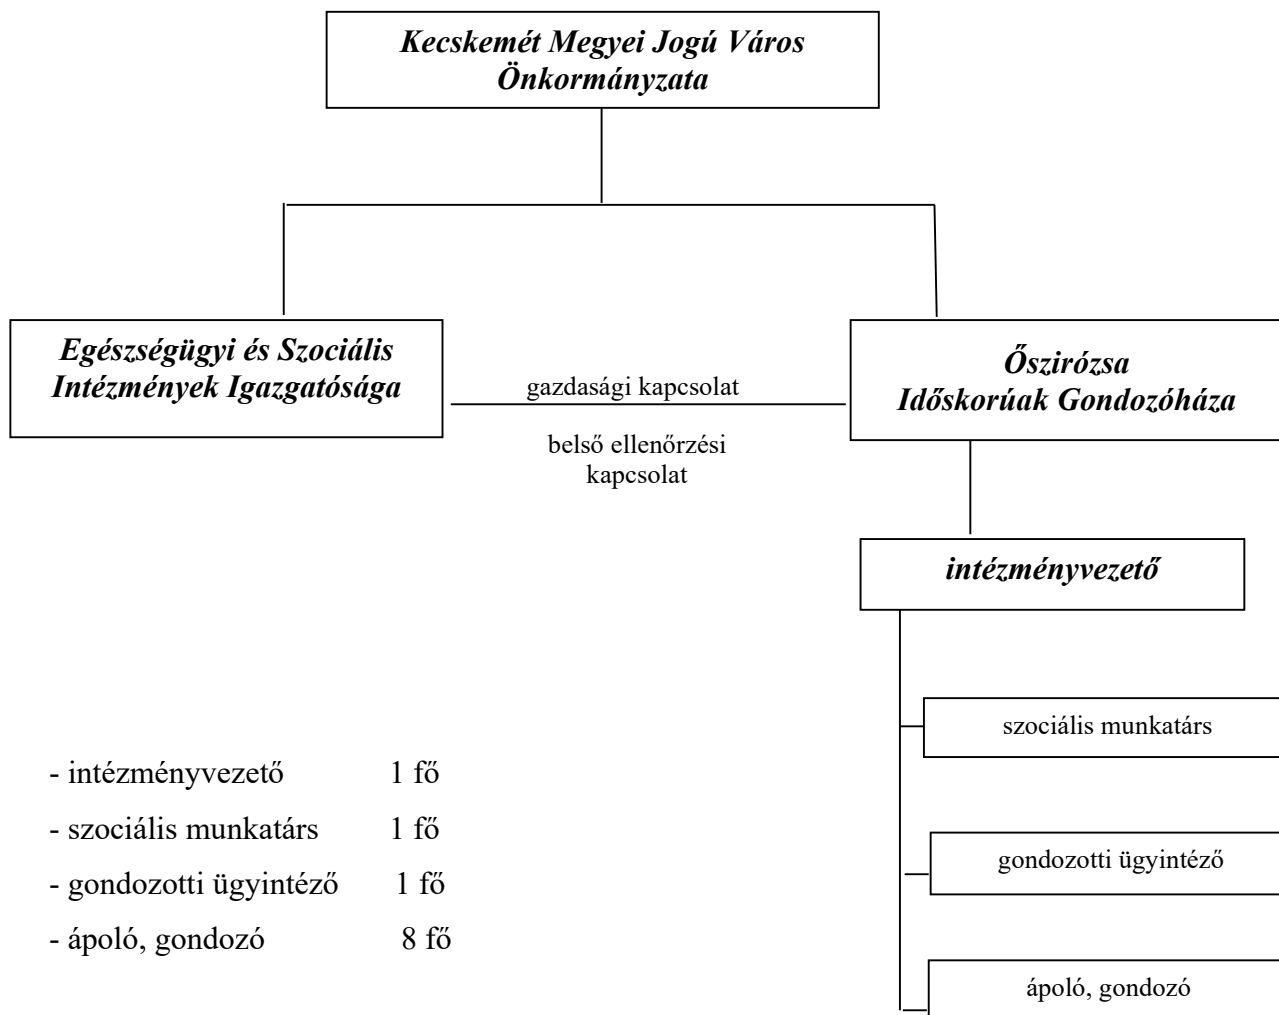 Kecskemét Megyei Jogú Város
Önkormányzata
Egészségügyi és Szociális
Intézmények Igazgatósága
gazdasági kapcsolat
belső ellenőrzési
kapcsolat
Őszirózsa
Időskorúak Gondozóháza
intézményvezető
szociális munkatárs
gondozotti ügyintéző
ápoló, gondozó
- intézményvezető 1 fő
- szociális munkatárs 1 fő
- gondozotti ügyintéző 1 fő
- ápoló, gondozó 8 fő